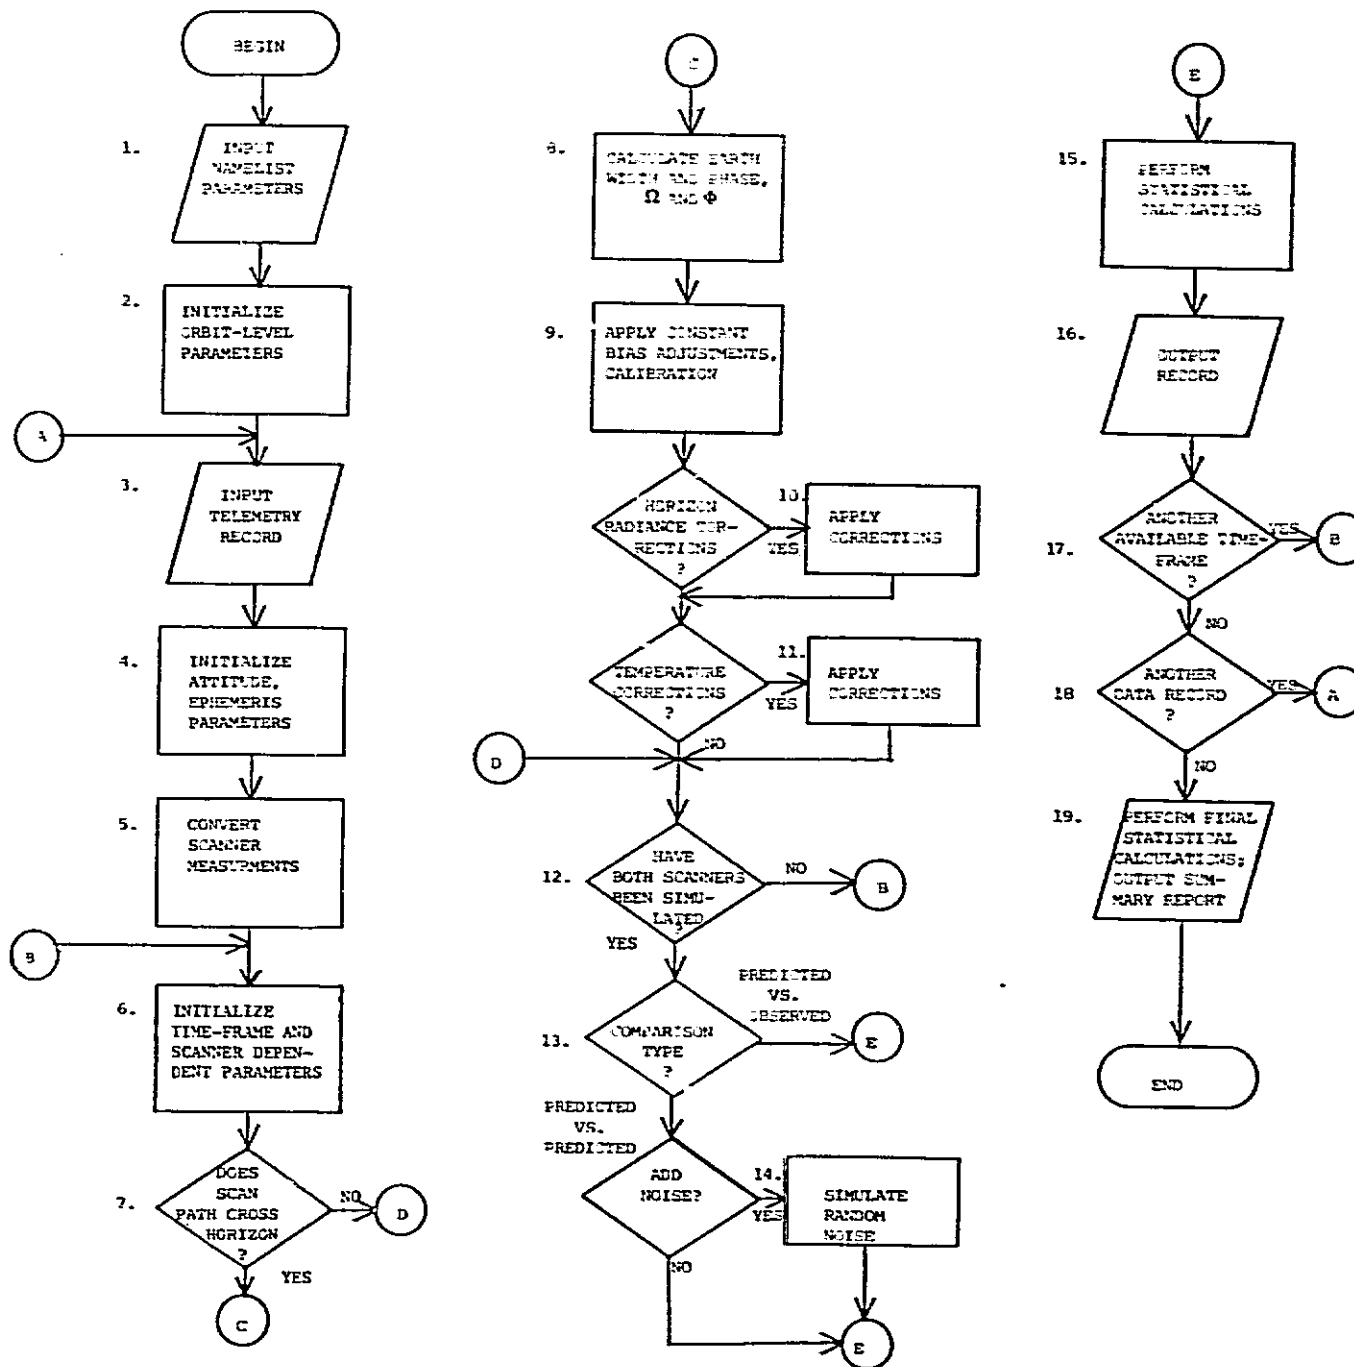 BEGIN
1.
INPUT
NAMELIST
PARAMETERS
2.
INITIALIZE
ORBIT-LEVEL
PARAMETERS
A
3.
INPUT
TELEMETRY
RECORD
4.
INITIALIZE
ATTITUDE,
EPHEMERIS
PARAMETERS
5.
CONVERT
SCANNER
MEASURMENTS
B
6.
INITIALIZE
TIME-FRAME AND
SCANNER DEPEN-
DENT PARAMETERS
7.
DOES
SCAN
PATH CROSS
HORIZON
?
NO
D
YES
C
C
8.
CALCULATE EARTH
WIDTH AND PHASE,
Ω AND Φ
9.
APPLY CONSTANT
BIAS ADJUSTMENTS,
CALIBRATION
HORIZON
RADIANCE COR-
RECTIONS
?
YES
10.
APPLY
CORRECTIONS
TEMPERATURE
CORRECTIONS
?
YES
11.
APPLY
CORRECTIONS
NO
D
12.
HAVE
BOTH SCANNERS
BEEN SIMU-
LATED
?
NO
B
YES
13.
COMPARISON
TYPE
?
PREDICTED
VS.
OBSERVED
E
PREDICTED
VS.
PREDICTED
ADD
NOISE?
YES
14.
SIMULATE
RANDOM
NOISE
NO
E
E
15.
PERFORM
STATISTICAL
CALCULATIONS
16.
OUTPUT
RECORD
17.
ANOTHER
AVAILABLE TIME-
FRAME
?
YES
B
NO
18
ANOTHER
DATA RECORD
?
YES
A
NO
19.
PERFORM FINAL
STATISTICAL
CALCULATIONS;
OUTPUT SUM-
MARY REPORT
END